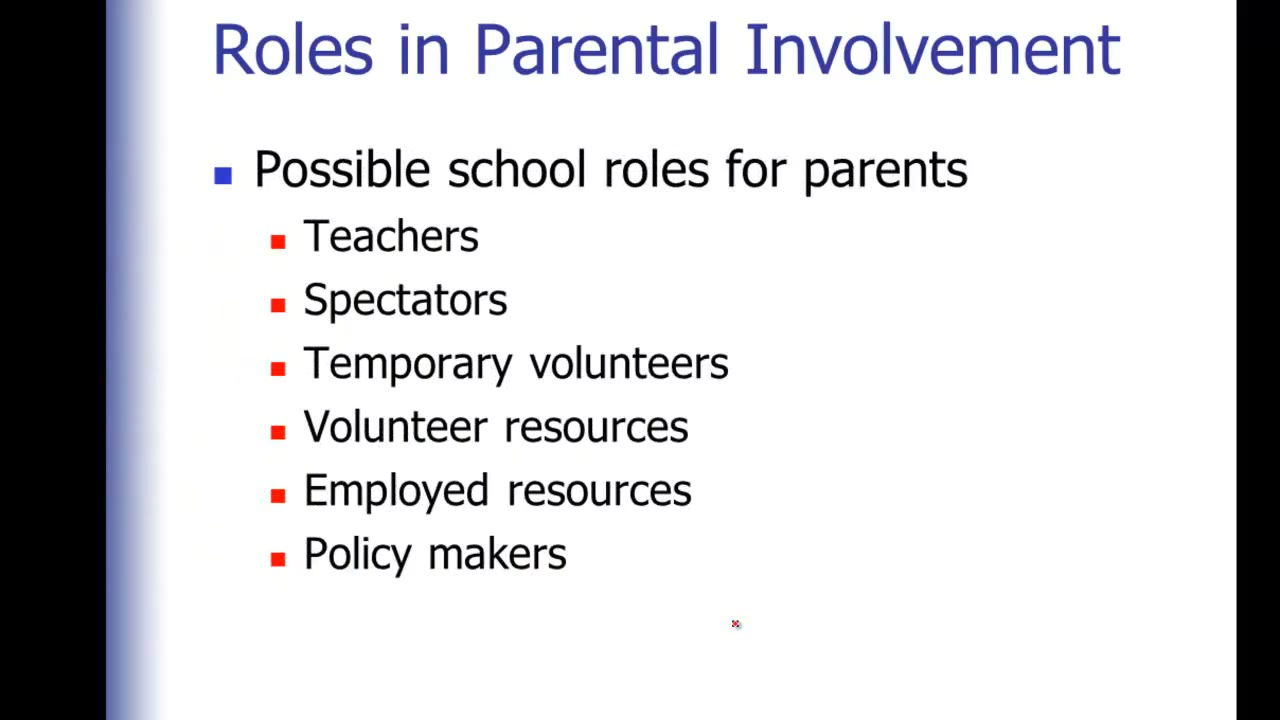 Roles in Parental Involvement
Possible school roles for parents
Teachers
Spectators
Temporary volunteers
Volunteer resources
Employed resources
Policy makers